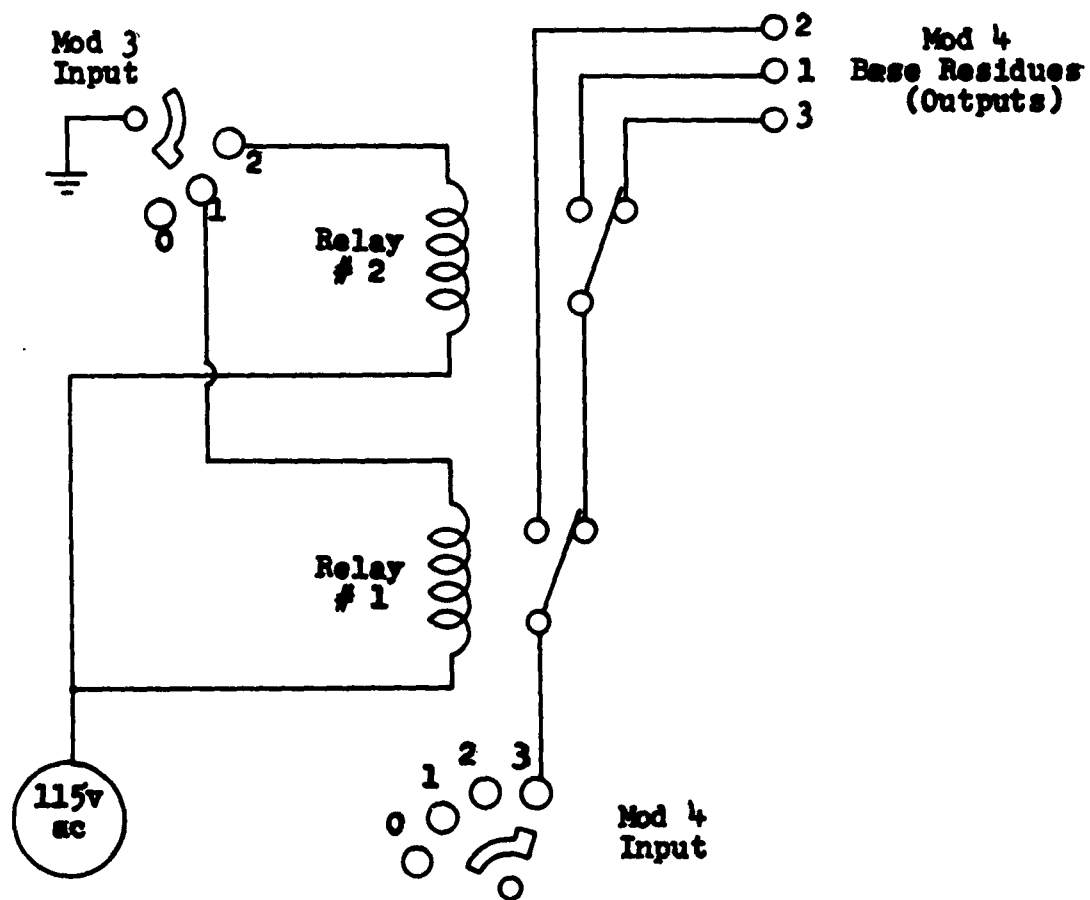 Mod 3
Input
2
1
0
Relay
# 2
Relay
# 1
115v
ac
2
1
3
Mod 4
Base Residues
(Outputs)
0
1
2
3
Mod 4
Input